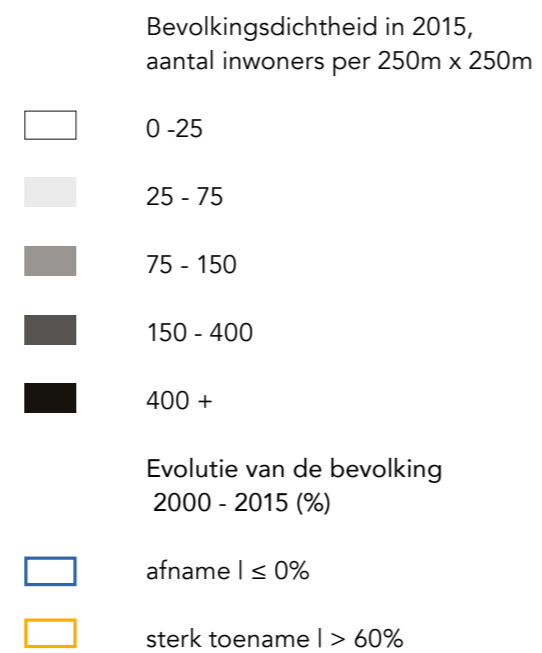 Bevolkingsdichtheid in 2015,
aantal inwoners per 250m x 250m
0 -25
25 - 75
75 - 150
150 - 400
400 +
Evolutie van de bevolking
2000 - 2015 (%)
afname l ≤ 0%
sterk toename l > 60%